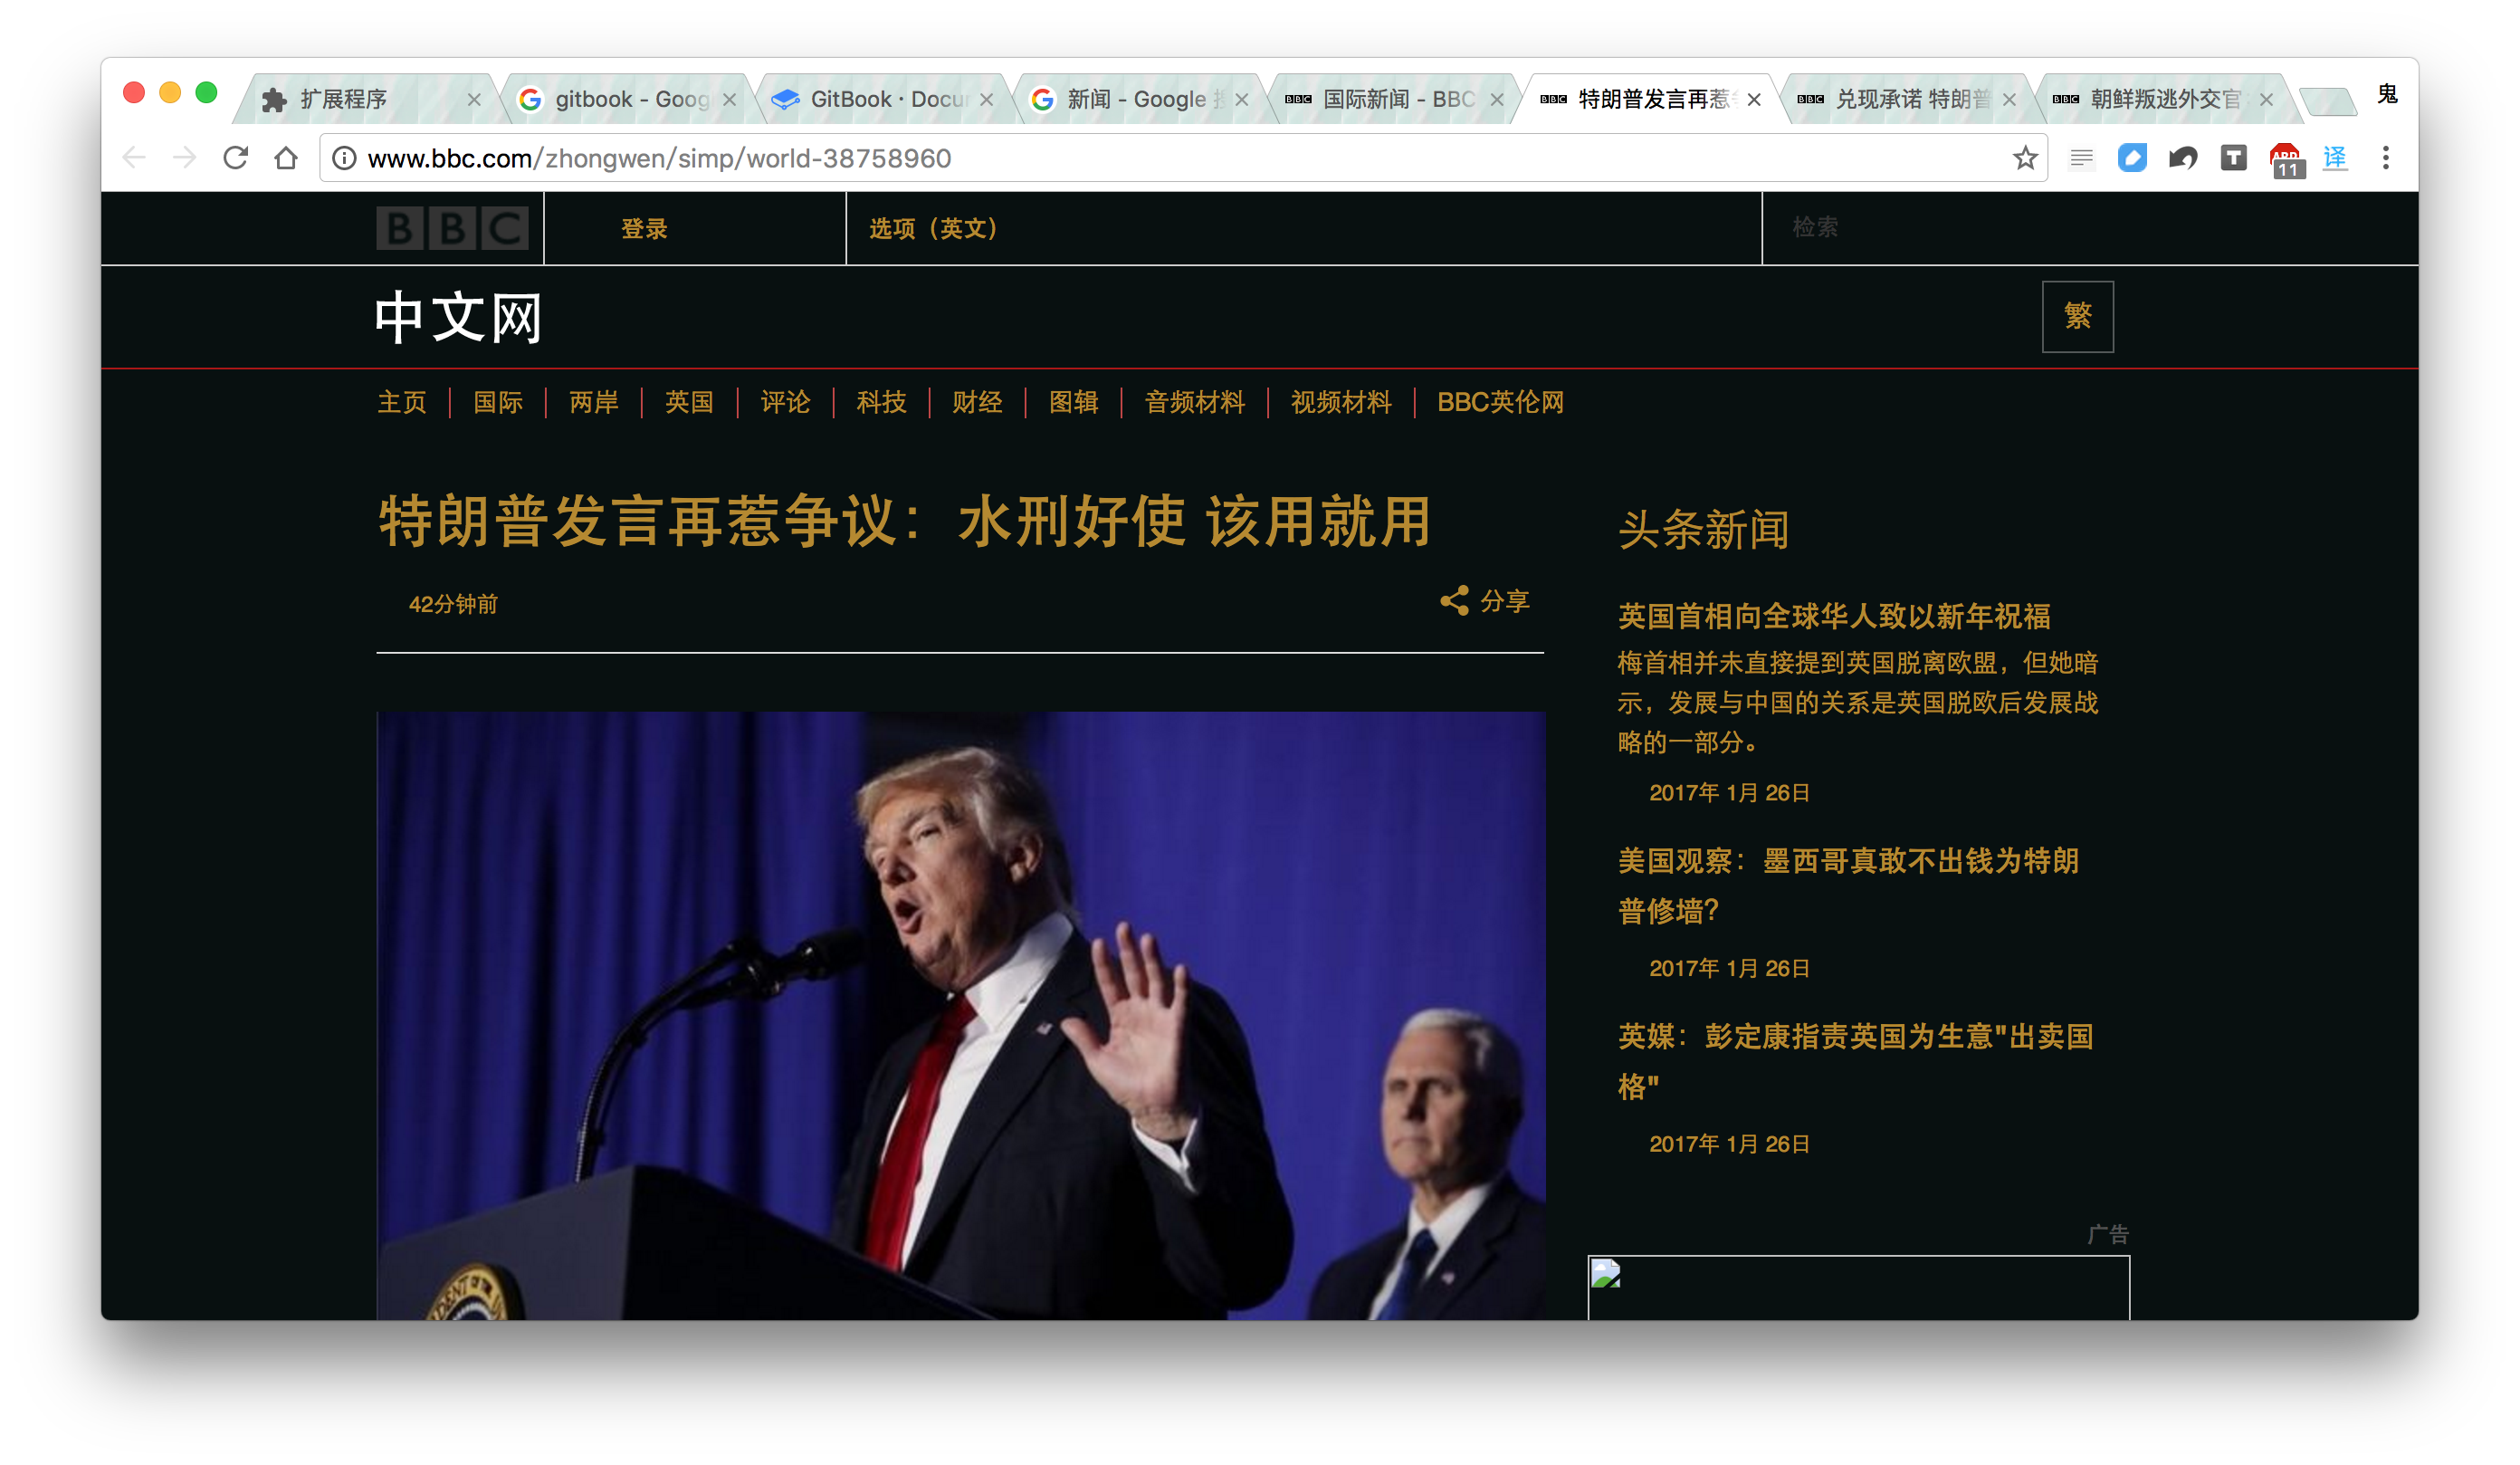 扩展程序
gitbook - Goog
GitBook · Docu
新闻 - Google
国际新闻 - BBC
特朗普发言再惹
兑现承诺 特朗普
朝鲜叛逃外交官
鬼
www.bbc.com/zhongwen/simp/world-38758960
T
11
译
BBC
登录
选项（英文）
检索
中文网
繁
主页
国际
两岸
英国
评论
科技
财经
图辑
音频材料
视频材料
BBC英伦网
特朗普发言再惹争议：水刑好使 该用就用
42分钟前
分享
头条新闻
英国首相向全球华人致以新年祝福
梅首相并未直接提到英国脱离欧盟，但她暗
示，发展与中国的关系是英国脱欧后发展战
略的一部分。
2017年 1月 26日
美国观察：墨西哥真敢不出钱为特朗
普修墙？
2017年 1月 26日
英媒：彭定康指责英国为生意"出卖国
格"
2017年 1月 26日
广告